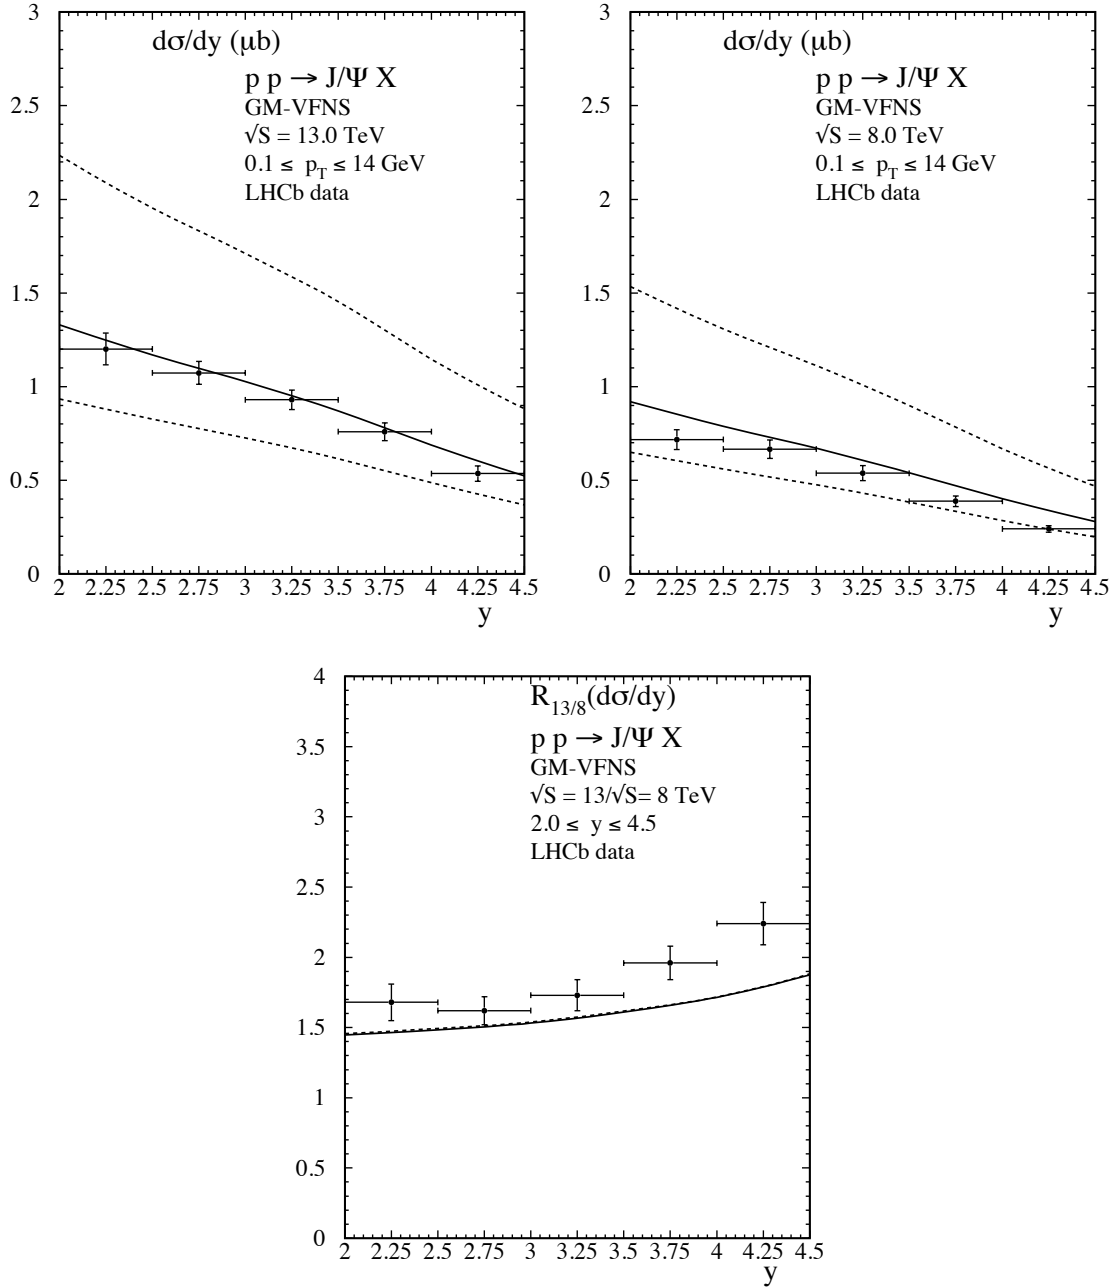 dσ/dy (μb)
p p → J/Ψ X
GM-VFNS
√S = 13.0 TeV
0.1 ≤ p_T ≤ 14 GeV
LHCb data
3
2.5
2
1.5
1
0.5
0
2 2.25 2.5 2.75 3 3.25 3.5 3.75 4 4.25 4.5
y
dσ/dy (μb)
p p → J/Ψ X
GM-VFNS
√S = 8.0 TeV
0.1 ≤ p_T ≤ 14 GeV
LHCb data
3
2.5
2
1.5
1
0.5
0
2 2.25 2.5 2.75 3 3.25 3.5 3.75 4 4.25 4.5
y
R_13/8(dσ/dy)
p p → J/Ψ X
GM-VFNS
√S = 13/√S= 8 TeV
2.0 ≤ y ≤ 4.5
LHCb data
4
3.5
3
2.5
2
1.5
1
0.5
0
2 2.25 2.5 2.75 3 3.25 3.5 3.75 4 4.25 4.5
y